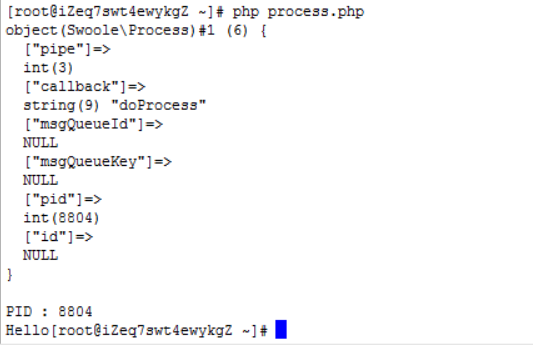 [root@iZeq7swt4ewykgZ ~]# php process.php
object(Swoole\Process)#1 (6) {
  ["pipe"]=>
  int(3)
  ["callback"]=>
  string(9) "doProcess"
  ["msgQueueId"]=>
  NULL
  ["msgQueueKey"]=>
  NULL
  ["pid"]=>
  int(8804)
  ["id"]=>
  NULL
}

PID : 8804
Hello[root@iZeq7swt4ewykgZ ~]#